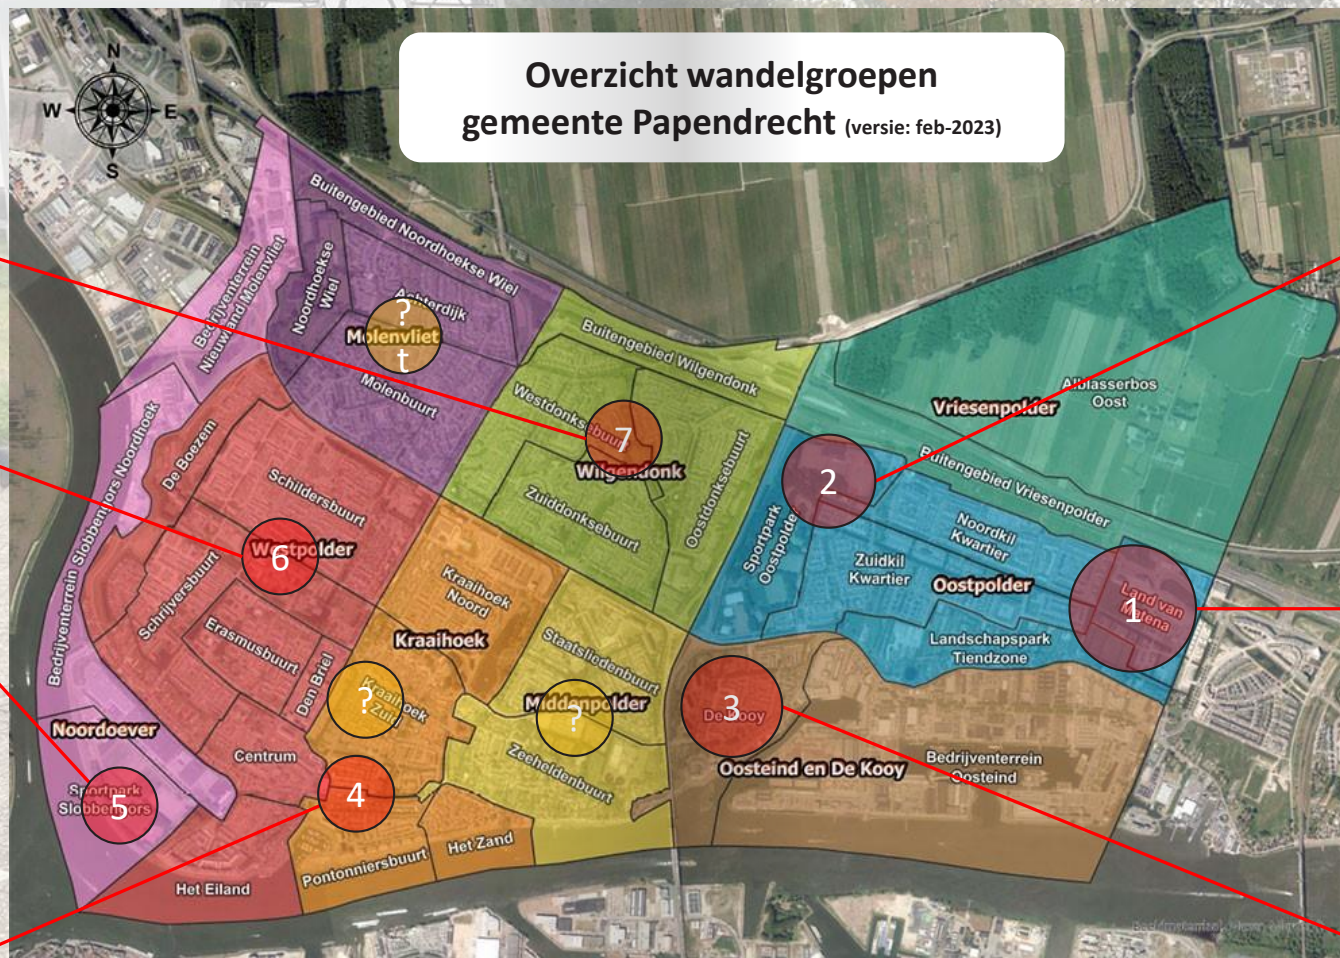 Overzicht wandelgroepen
gemeente Papendrecht (versie: feb-2023)
N
W
E
S
Buitengebied Noordhoekse Wiel
Bedrijventerrein
Nieuwland Molenvliet
Noordhoekse
Wiel
Achterdijk
?
Molenvliet
t
Molenbuurt
Buitengebied Wilgendonk
Westdonksebuurt
7
Wilgendonk
Zuiddonksebuurt
Oostdonksebuurt
Vriesenpolder
Alblasserbos
Oost
Buitengebied Vriesenpolder
2
Sportpark
Oostpolder
Noordkil
Kwartier
Zuidkil
Kwartier
Oostpolder
Land van
Matena
1
Landschapspark
Tiendzone
Bedrijventerrein Slobbengors Noordhoek
De Boezem
Schildersbuurt
Westpolder
6
Schrijversbuurt
Erasmusbuurt
Den Briel
Centrum
Kraaihoek
Noord
Kraaihoek
Kraaihoek
Zuid
?
Staatsliedenbuurt
Middenpolder
?
Zeeheldenbuurt
De Kooy
3
Oosteind en De Kooy
Bedrijventerrein
Oosteind
Noordoever
Sportpark
Slobbengors
5
4
Het Eiland
Pontonniersbuurt
Het Zand